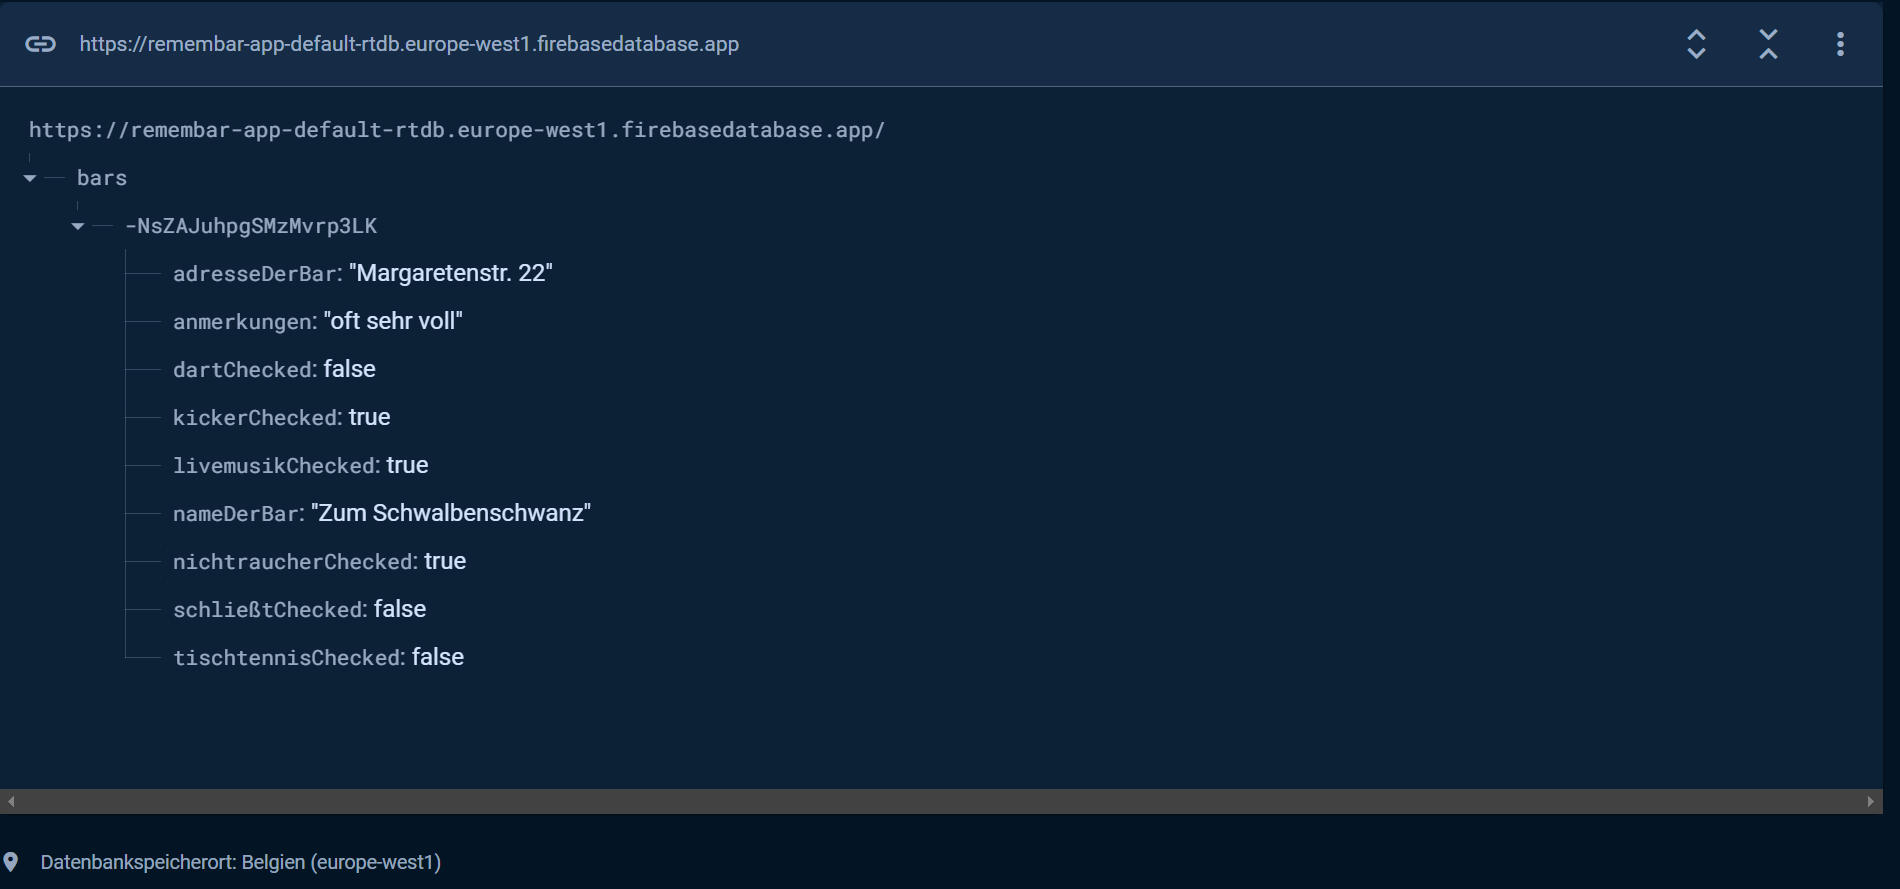 https://remembar-app-default-rtdb.europe-west1.firebasedatabase.app
https://remembar-app-default-rtdb.europe-west1.firebasedatabase.app/
bars
-NsZAJuhpgSMzMvrp3LK
adresseDerBar: "Margaretenstr. 22"
anmerkungen: "oft sehr voll"
dartChecked: false
kickerChecked: true
livemusikChecked: true
nameDerBar: "Zum Schwalbenschwanz"
nichtraucherChecked: true
schließtChecked: false
tischtennisChecked: false
Datenbankspeicherort: Belgien (europe-west1)